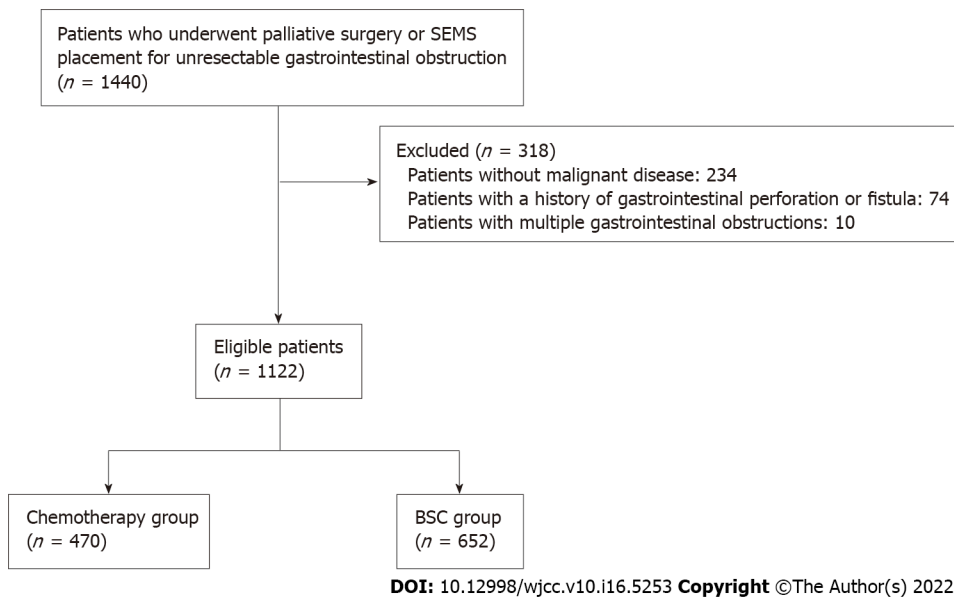 Patients who underwent palliative surgery or SEMS
placement for unresectable gastrointestinal obstruction
(n = 1440)
Excluded (n = 318)
Patients without malignant disease: 234
Patients with a history of gastrointestinal perforation or fistula: 74
Patients with multiple gastrointestinal obstructions: 10
Eligible patients
(n = 1122)
Chemotherapy group
(n = 470)
BSC group
(n = 652)
DOI: 10.12998/wjcc.v10.i16.5253 Copyright ©The Author(s) 2022